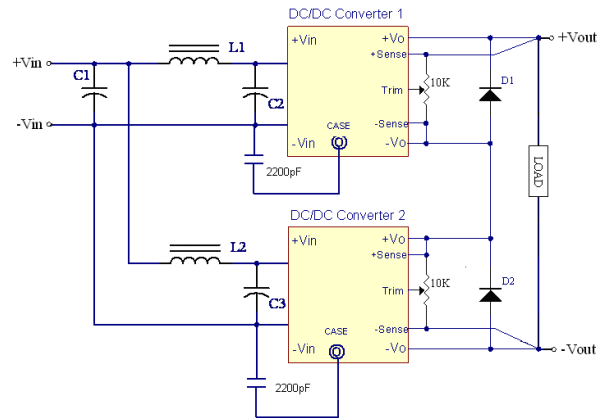 DC/DC Converter 1
+Vin
C1
L1
C2
+Vin
+Vo
+Sense
+Vout
Trim
10K
D1
-Vin
CASE
-Sense
-Vin
-Vo
2200pF
LOAD
DC/DC Converter 2
L2
+Vin
+Vo
+Sense
C3
Trim
10K
D2
CASE
-Sense
-Vin
-Vo
-Vout
2200pF